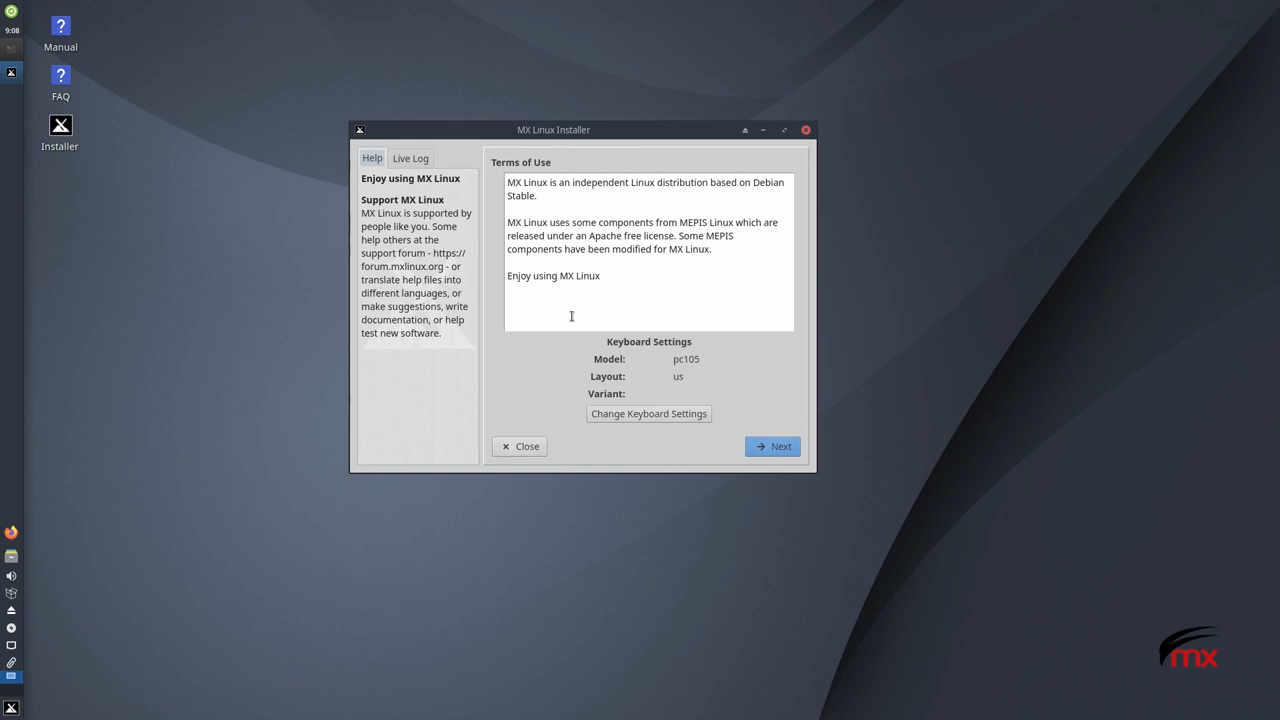 9:08
Manual
FAQ
Installer
MX Linux Installer
Help
Live Log
Enjoy using MX Linux
Support MX Linux
MX Linux is supported by
people like you. Some
help others at the
support forum - https://
forum.mxlinux.org - or
translate help files into
different languages, or
make suggestions, write
documentation, or help
test new software.
Terms of Use
MX Linux is an independent Linux distribution based on Debian
Stable.
MX Linux uses some components from MEPIS Linux which are
released under an Apache free license. Some MEPIS
components have been modified for MX Linux.
Enjoy using MX Linux
Keyboard Settings
Model: pc105
Layout: us
Variant:
Change Keyboard Settings
Close
Next
mx